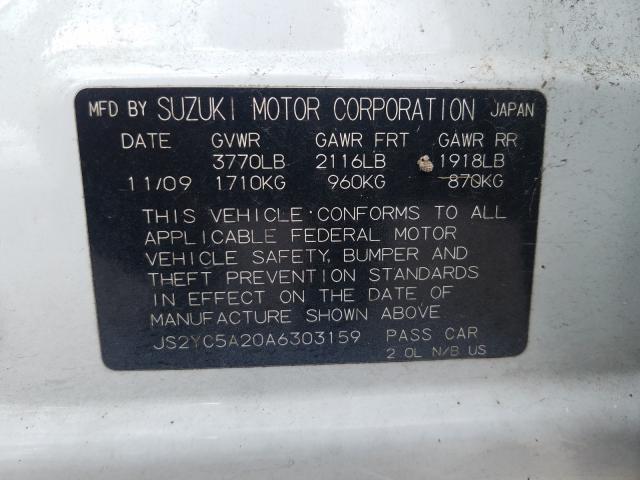 MFD BY SUZUKI MOTOR CORPORATION JAPAN
DATE GVWR GAWR FRT GAWR RR
3770LB 2116LB 1918LB
11/09 1710KG 960KG 870KG
THIS VEHICLE CONFORMS TO ALL
APPLICABLE FEDERAL MOTOR
VEHICLE SAFETY, BUMPER AND
THEFT PREVENTION STANDARDS
IN EFFECT ON THE DATE OF
MANUFACTURE SHOWN ABOVE
JS2YC5A20A6303159 PASS CAR
2.0L N/B US